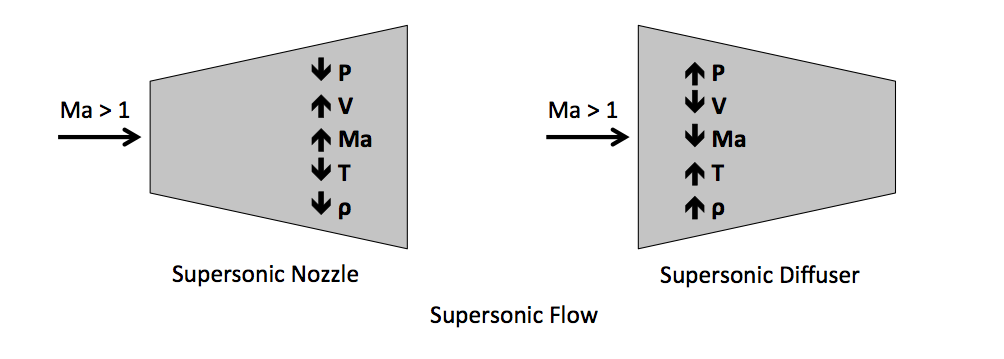 Ma > 1
↓ P
↑ V
↑ Ma
↓ T
↓ ρ
Supersonic Nozzle
Ma > 1
↑ P
↓ V
↓ Ma
↑ T
↑ ρ
Supersonic Diffuser
Supersonic Flow